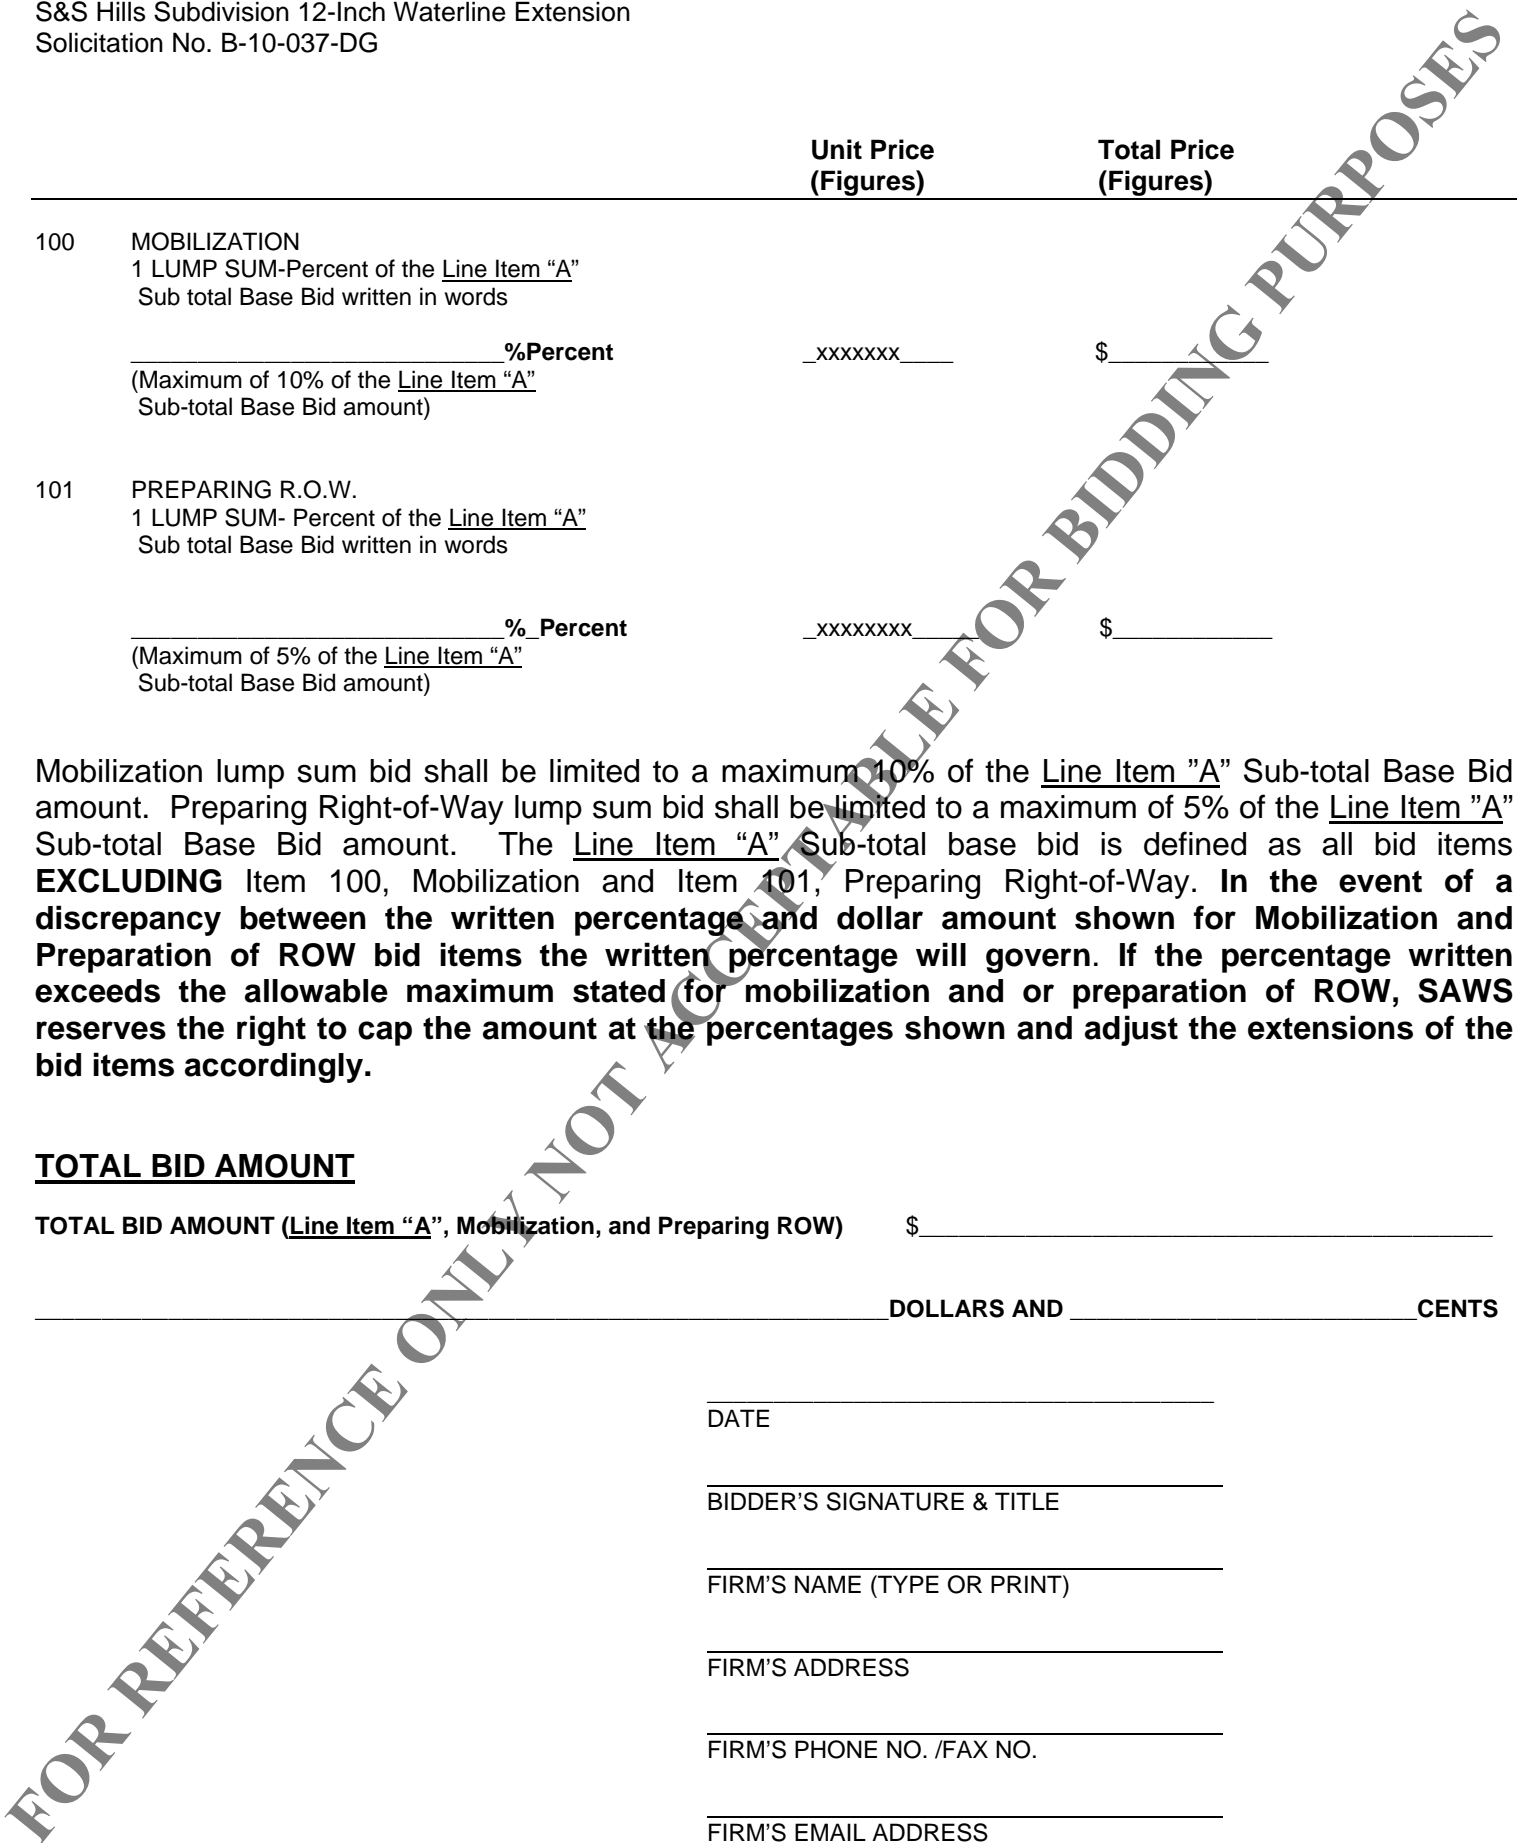 S&S Hills Subdivision 12-Inch Waterline Extension
Solicitation No. B-10-037-DG
Unit Price Total Price
(Figures) (Figures)
100 MOBILIZATION
1 LUMP SUM-Percent of the Line Item “A”
Sub total Base Bid written in words
____________________________%Percent _xxxxxxx____ $____________
(Maximum of 10% of the Line Item “A”
Sub-total Base Bid amount)
101 PREPARING R.O.W.
1 LUMP SUM- Percent of the Line Item “A”
Sub total Base Bid written in words
____________________________%_Percent _xxxxxxxx_____ $____________
(Maximum of 5% of the Line Item “A”
Sub-total Base Bid amount)
Mobilization lump sum bid shall be limited to a maximum 10% of the Line Item ”A” Sub-total Base Bid
amount. Preparing Right-of-Way lump sum bid shall be limited to a maximum of 5% of the Line Item ”A”
Sub-total Base Bid amount. The Line Item “A” Sub-total base bid is defined as all bid items
EXCLUDING Item 100, Mobilization and Item 101, Preparing Right-of-Way. In the event of a
discrepancy between the written percentage and dollar amount shown for Mobilization and
Preparation of ROW bid items the written percentage will govern. If the percentage written
exceeds the allowable maximum stated for mobilization and or preparation of ROW, SAWS
reserves the right to cap the amount at the percentages shown and adjust the extensions of the
bid items accordingly.
TOTAL BID AMOUNT
TOTAL BID AMOUNT (Line Item “A”, Mobilization, and Preparing ROW) $___________________________________________
________________________________________________________________DOLLARS AND __________________________CENTS
______________________________________
DATE
BIDDER’S SIGNATURE & TITLE
FIRM’S NAME (TYPE OR PRINT)
FIRM’S ADDRESS
FIRM’S PHONE NO. /FAX NO.
FIRM’S EMAIL ADDRESS
FOR REFERENCE ONLY NOT ACCEPTABLE FOR BIDDING PURPOSES